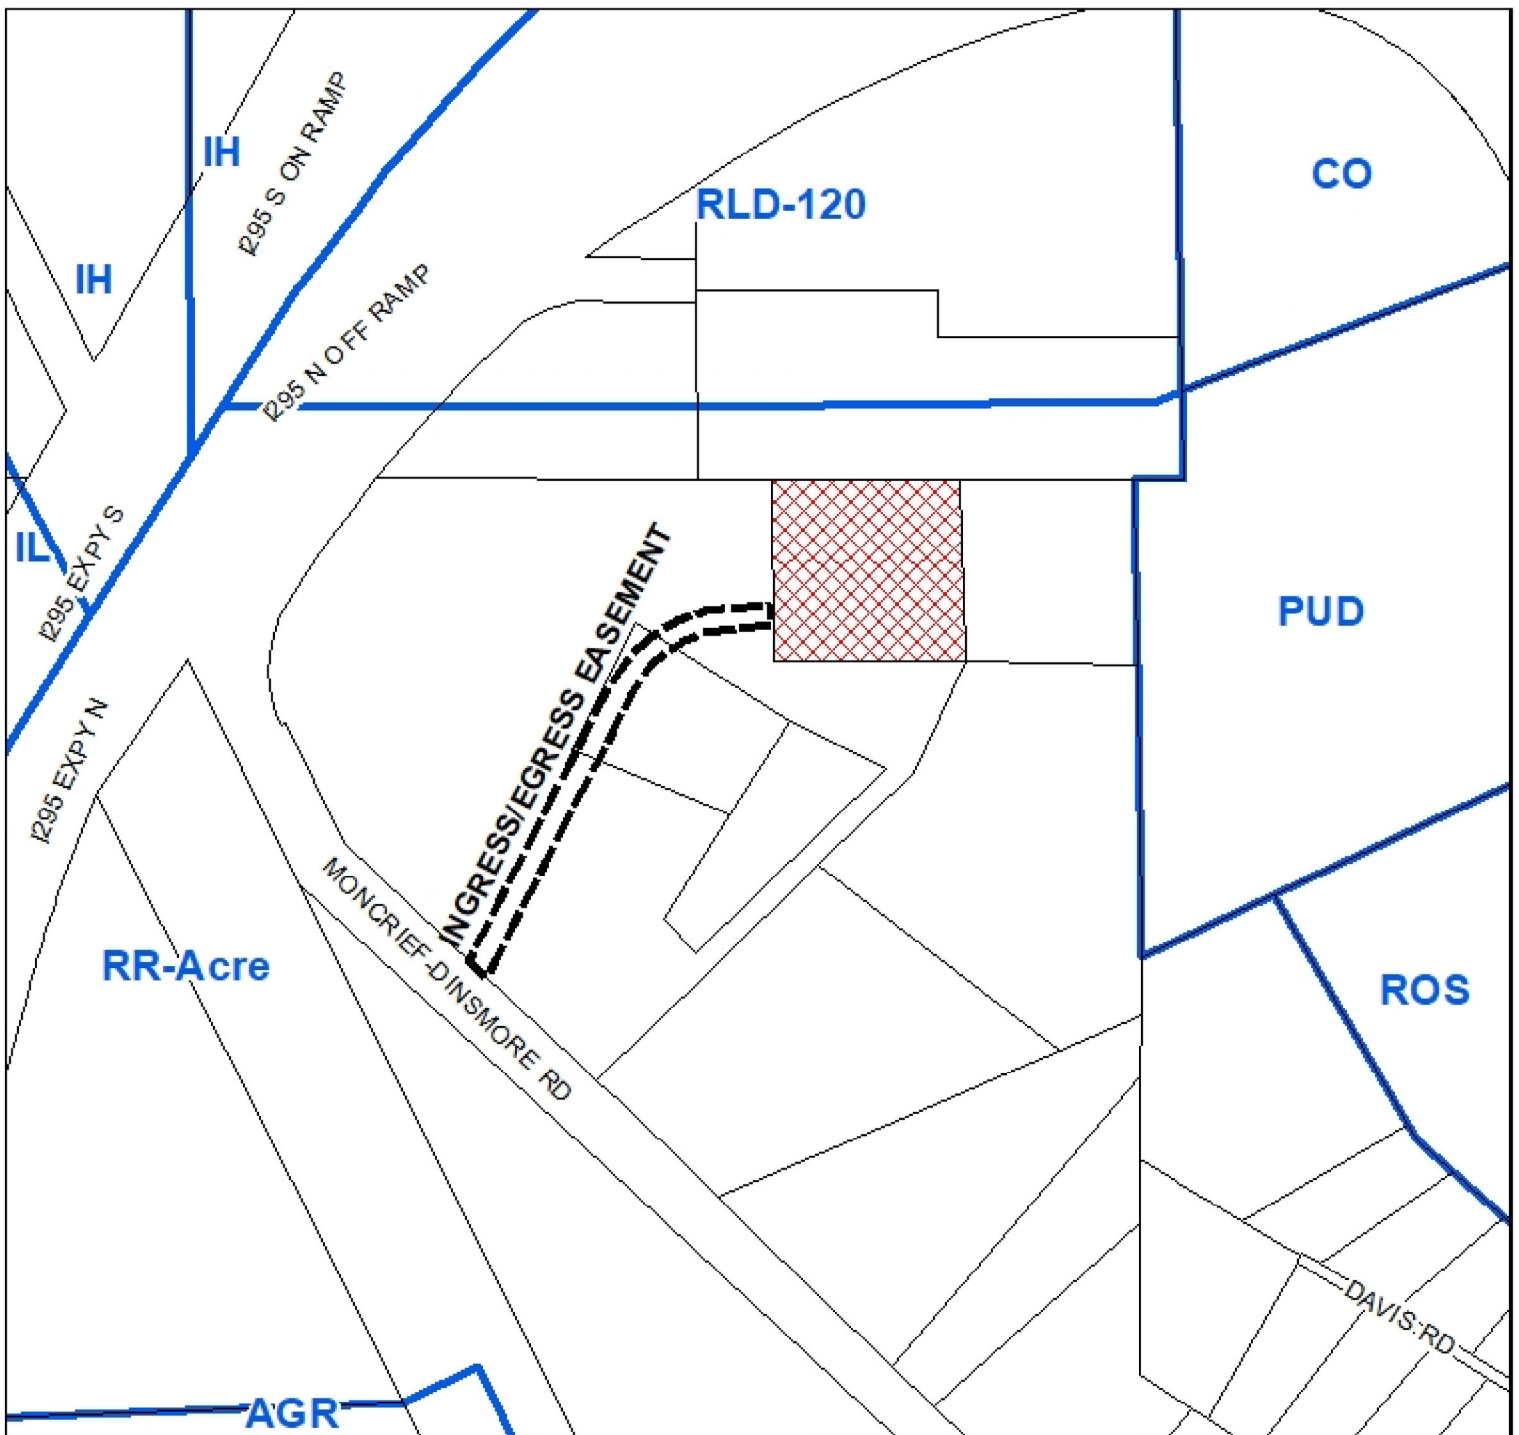 IH
I295 S ON RAMP
CO
RLD-120
IH
I295 N OFF RAMP
IL
I295 EXPY S
INGRESS/EGRESS EASEMENT
PUD
I295 EXPY N
MONCRIEF-DINSMORE RD
RR-Acre
ROS
DAVIS RD
AGR